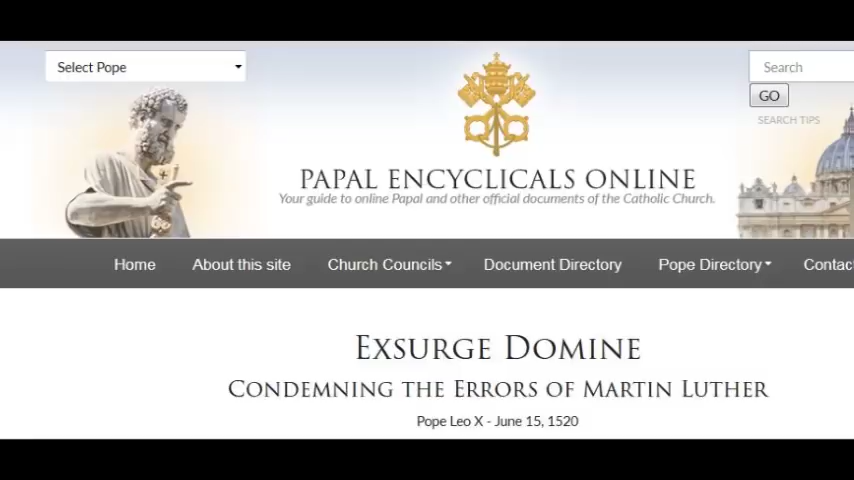 Select Pope
Search
GO
SEARCH TIPS
PAPAL ENCYCLICALS ONLINE
Your guide to online Papal and other official documents of the Catholic Church.
Home About this site Church Councils Document Directory Pope Directory Contac
EXSURGE DOMINE
CONDEMNING THE ERRORS OF MARTIN LUTHER
Pope Leo X - June 15, 1520